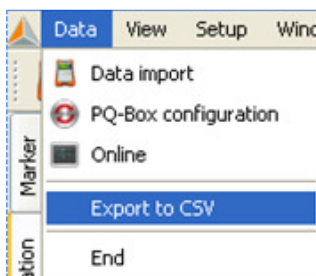 Data View Setup
Data import
PQ-Box configuration
Online
Marker
Export to CSV
End